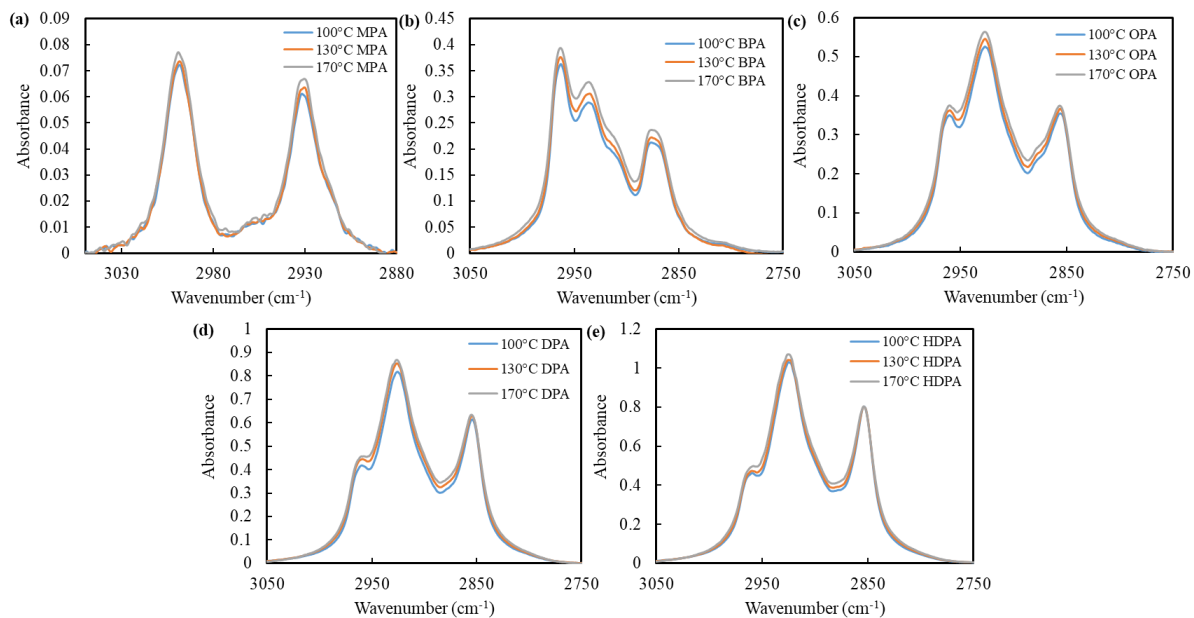 (a)
0.09
0.08
0.07
0.06
0.05
0.04
0.03
0.02
0.01
0
Absorbance
3030
2980
2930
2880
Wavenumber (cm-1)
100°C MPA
130°C MPA
170°C MPA
(b)
0.45
0.4
0.35
0.3
0.25
0.2
0.15
0.1
0.05
0
Absorbance
3050
2950
2850
2750
Wavenumber (cm-1)
100°C BPA
130°C BPA
170°C BPA
(c)
0.6
0.5
0.4
0.3
0.2
0.1
0
Absorbance
3050
2950
2850
2750
Wavenumber (cm-1)
100°C OPA
130°C OPA
170°C OPA
(d)
1
0.9
0.8
0.7
0.6
0.5
0.4
0.3
0.2
0.1
0
Absorbance
3050
2950
2850
2750
Wavenumber (cm-1)
100°C DPA
130°C DPA
170°C DPA
(e)
1.2
1
0.8
0.6
0.4
0.2
0
Absorbance
3050
2950
2850
2750
Wavenumber (cm-1)
100°C HDPA
130°C HDPA
170°C HDPA